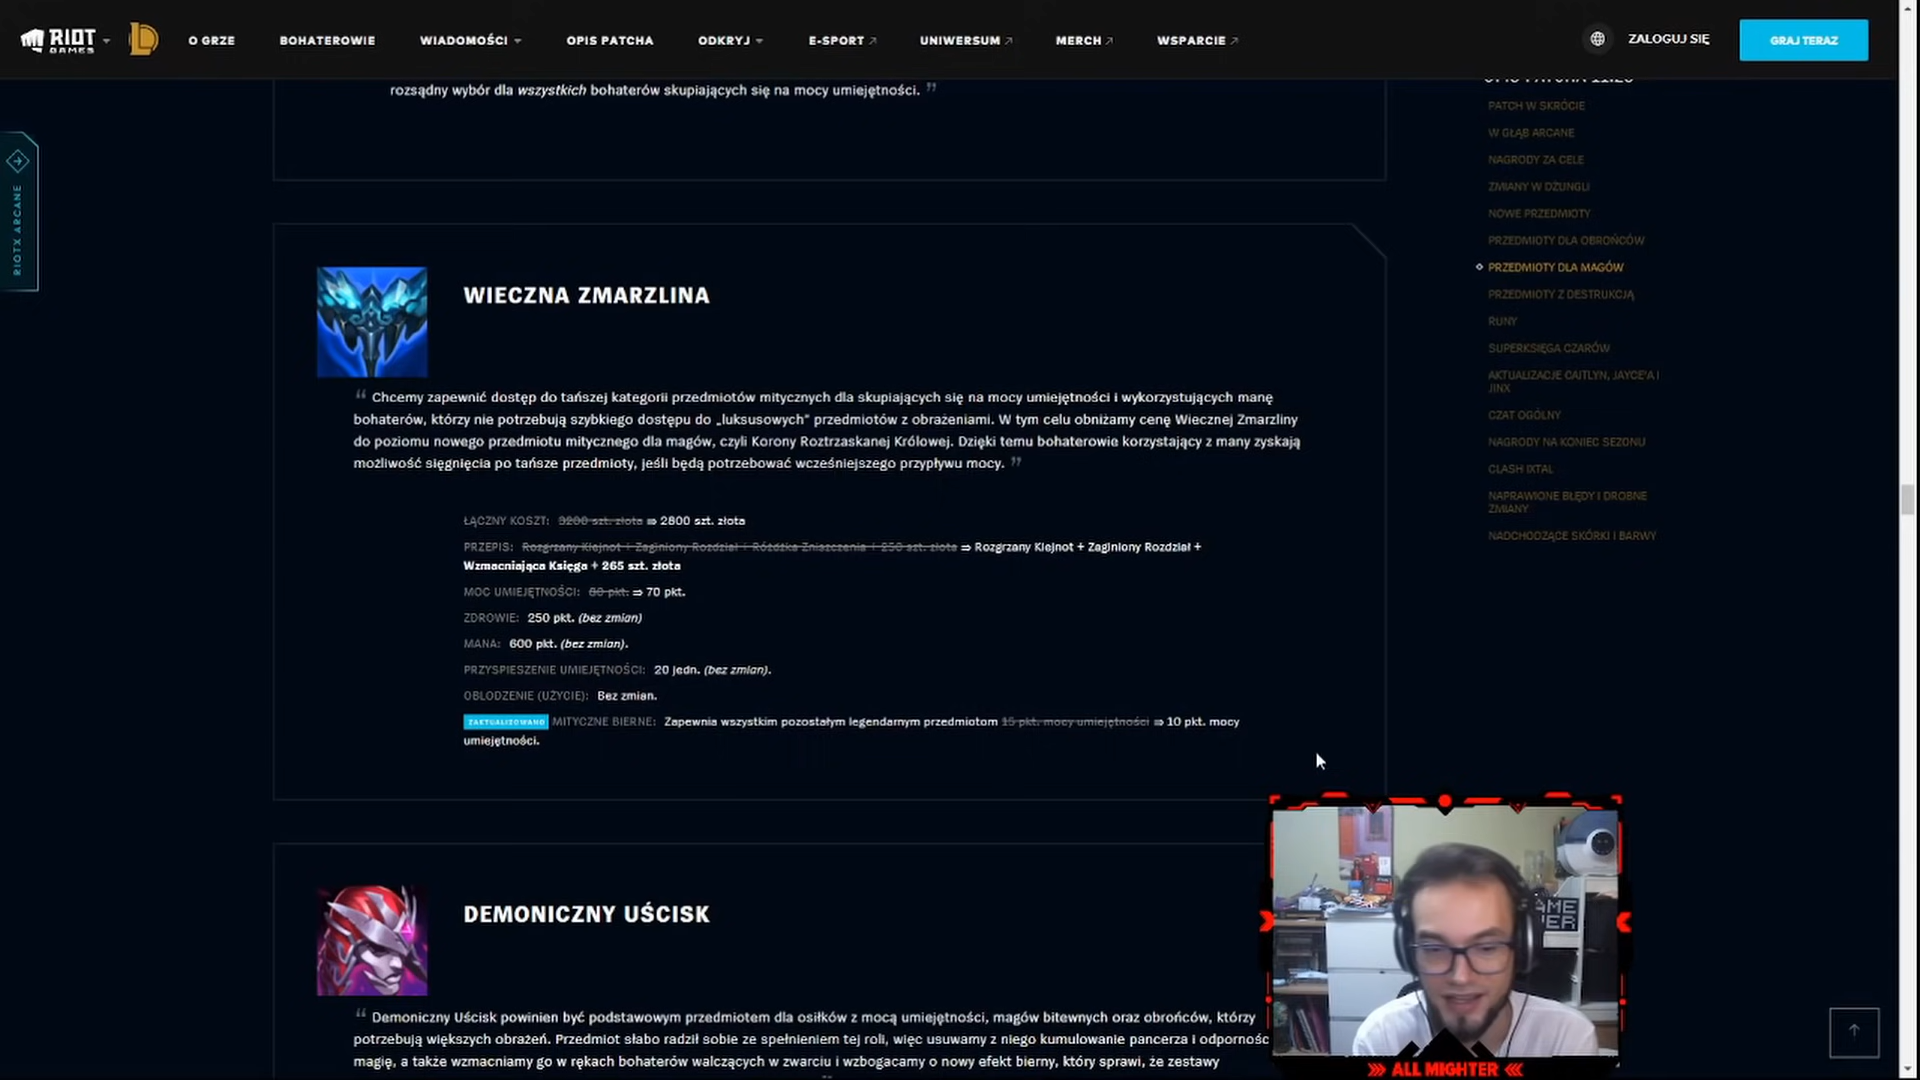 RIOT GAMES
O GRZE
BOHATEROWIE
WIADOMOŚCI
OPIS PATCHA
ODKRYJ
E-SPORT
UNIWERSUM
MERCH
WSPARCIE
ZALOGUJ SIĘ
GRAJ TERAZ
RIOTX ARCANE
rozsądny wybór dla wszystkich bohaterów skupiających się na mocy umiejętności. ”
WIECZNA ZMARZLINA
“ Chcemy zapewnić dostęp do tańszej kategorii przedmiotów mitycznych dla skupiających się na mocy umiejętności i wykorzystujących manę
bohaterów, którzy nie potrzebują szybkiego dostępu do „luksusowych” przedmiotów z obrażeniami. W tym celu obniżamy cenę Wiecznej Zmarzliny
do poziomu nowego przedmiotu mitycznego dla magów, czyli Korony Roztrzaskanej Królowej. Dzięki temu bohaterowie korzystający z many zyskają
możliwość sięgnięcia po tańsze przedmioty, jeśli będą potrzebować wcześniejszego przypływu mocy. ”
ŁĄCZNY KOSZT: 3200 szt. złota ⇒ 2800 szt. złota
PRZEPIS: Rozgrzany Klejnot + Zaginiony Rozdział + Różdżka Zniszczenia + 250 szt. złota ⇒ Rozgrzany Klejnot + Zaginiony Rozdział +
Wzmacniająca Księga + 265 szt. złota
MOC UMIEJĘTNOŚCI: 80 pkt. ⇒ 70 pkt.
ZDROWIE: 250 pkt. (bez zmian)
MANA: 600 pkt. (bez zmian).
PRZYSPIESZENIE UMIEJĘTNOŚCI: 20 jedn. (bez zmian).
OBLODZENIE (UŻYCIE): Bez zmian.
ZAKTUALIZOWANO MITYCZNE BIERNE: Zapewnia wszystkim pozostałym legendarnym przedmiotom 15 pkt. mocy umiejętności ⇒ 10 pkt. mocy
umiejętności.
DEMONICZNY UŚCISK
“ Demoniczny Uścisk powinien być podstawowym przedmiotem dla osiłków z mocą umiejętności, magów bitewnych oraz obrońców, którzy
potrzebują większych obrażeń. Przedmiot słabo radził sobie ze spełnieniem tej roli, więc usuwamy z niego kumulowanie pancerza i odpornośc
magię, a także wzmacniamy go w rękach bohaterów walczących w zwarciu i wzbogacamy o nowy efekt bierny, który sprawi, że zestawy
PATCH W SKRÓCIE
W GŁĄB ARCANE
NAGRODY ZA CELE
ZMIANY W DŻUNGLI
NOWE PRZEDMIOTY
PRZEDMIOTY DLA OBROŃCÓW
PRZEDMIOTY DLA MAGÓW
PRZEDMIOTY Z DESTRUKCJĄ
RUNY
SUPERKSIĘGA CZARÓW
AKTUALIZACJE CAITLYN, JAYCE'A I
JINX
CZAT OGÓLNY
NAGRODY NA KONIEC SEZONU
CLASH IXTAL
NAPRAWIONE BŁĘDY I DROBNE
ZMIANY
NADCHODZĄCE SKÓRKI I BARWY
ALL MIGHTER